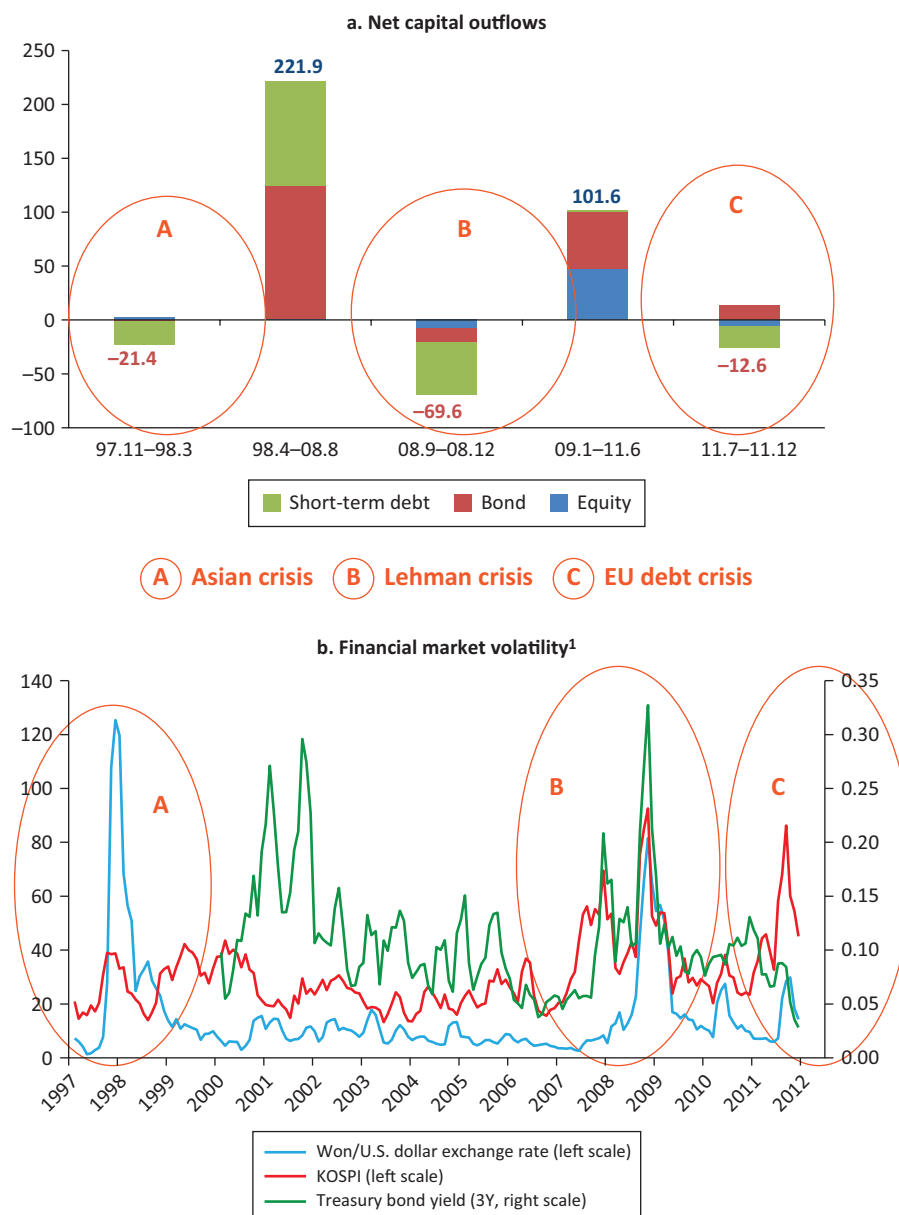 a. Net capital outflows
250
200
150
100
50
0
–50
–100
221.9
101.6
A
B
C
–21.4
–69.6
–12.6
97.11–98.3 98.4–08.8 08.9–08.12 09.1–11.6 11.7–11.12
Short-term debt Bond Equity
A Asian crisis B Lehman crisis C EU debt crisis
b. Financial market volatility¹
140
120
100
80
60
40
20
0
0.35
0.30
0.25
0.20
0.15
0.10
0.05
0.00
A
B
C
1997 1998 1999 2000 2001 2002 2003 2004 2005 2006 2007 2008 2009 2010 2011 2012
Won/U.S. dollar exchange rate (left scale)
KOSPI (left scale)
Treasury bond yield (3Y, right scale)